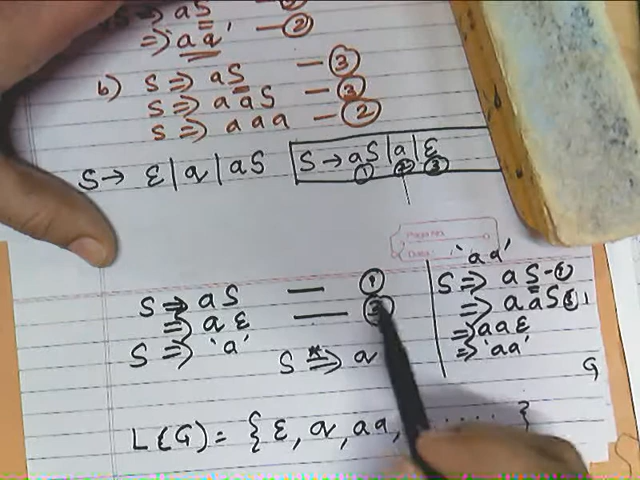 S ⇒ aS — ②
⇒ 'aa'
b) S ⇒ aS — ③
S ⇒ aaS — ③
S ⇒ aaa — ②
S → ε | a | aS
S → aS | a | ε
① ② ③
Page No.
Date:
'aa'
S ⇒ aS — ①
S ⇒ aS-①
⇒ aε — ③
⇒ aaS ①
S ⇒ 'a'
⇒ aaε
S *⇒ a
⇒ 'aa'
G
L(G) = { ε, a, aa, ...... }